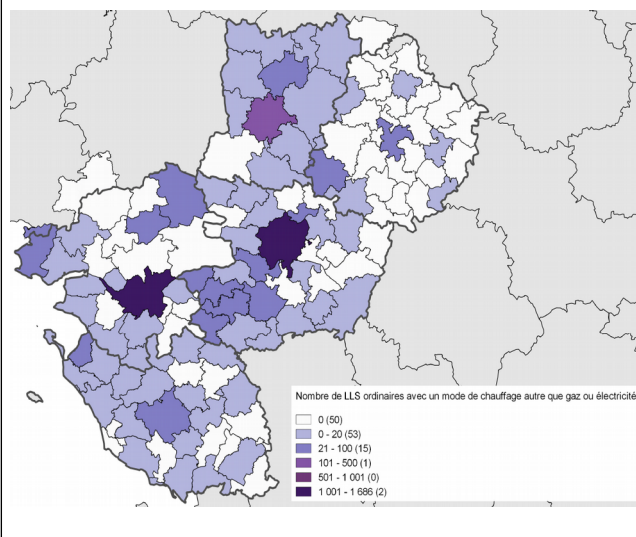 Nombre de LLS ordinaires avec un mode de chauffage autre que gaz ou électricité
0 (50)
0 - 20 (53)
21 - 100 (15)
101 - 500 (1)
501 - 1 001 (0)
1 001 - 1 686 (2)